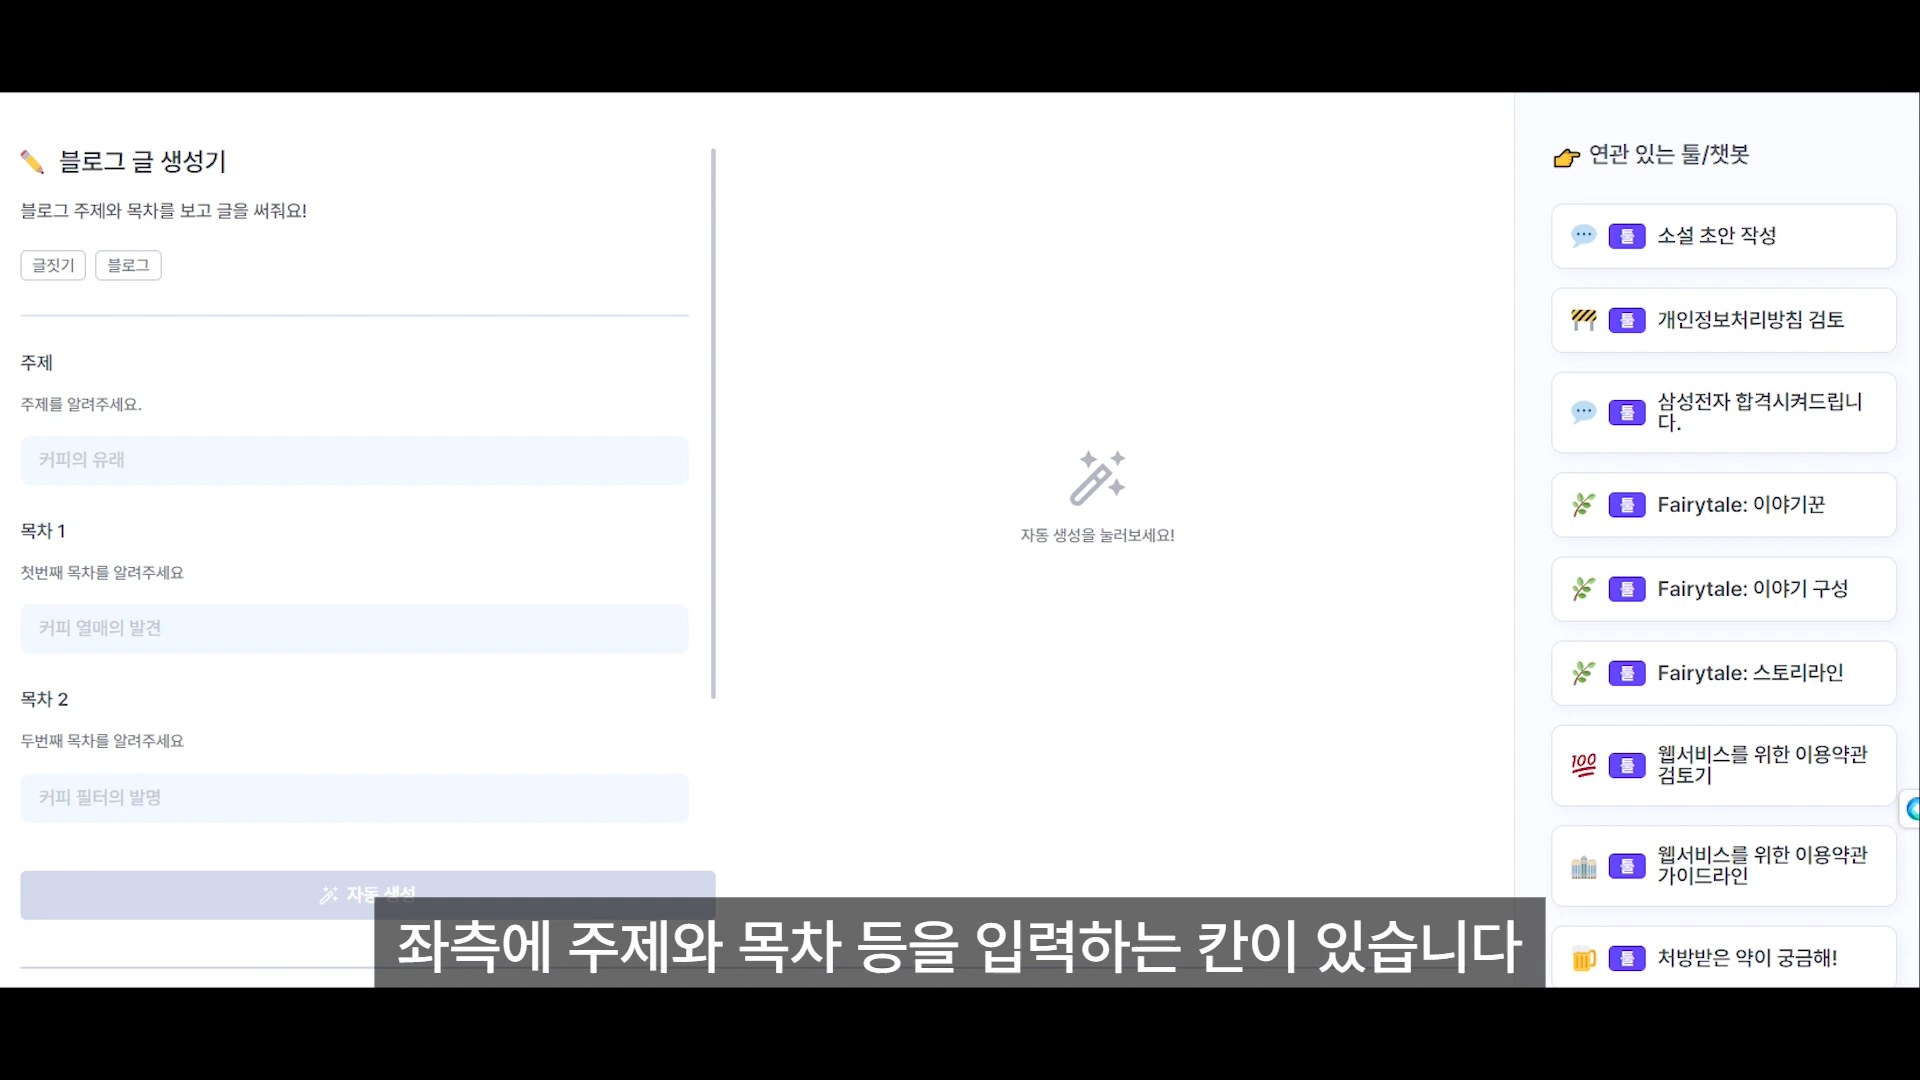 블로그 글 생성기
블로그 주제와 목차를 보고 글을 써줘요!
글짓기
블로그
주제
주제를 알려주세요.
커피의 유래
목차 1
첫번째 목차를 알려주세요
커피 열매의 발견
목차 2
두번째 목차를 알려주세요
커피 필터의 발명
자동 생성
자동 생성을 눌러보세요!
연관 있는 툴/챗봇
툴 소설 초안 작성
툴 개인정보처리방침 검토
툴 삼성전자 합격시켜드립니
다.
툴 Fairytale: 이야기꾼
툴 Fairytale: 이야기 구성
툴 Fairytale: 스토리라인
툴 웹서비스를 위한 이용약관
검토기
툴 웹서비스를 위한 이용약관
가이드라인
툴 처방받은 약이 궁금해!
좌측에 주제와 목차 등을 입력하는 칸이 있습니다